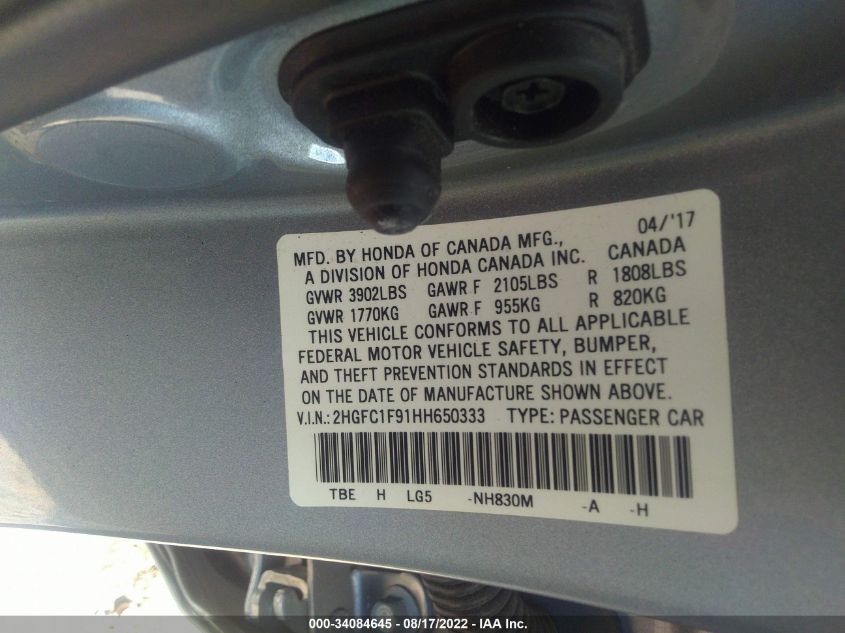 04/'17
MFD. BY HONDA OF CANADA MFG.,
A DIVISION OF HONDA CANADA INC. CANADA
GVWR 3902LBS GAWR F 2105LBS R 1808LBS
GVWR 1770KG GAWR F 955KG R 820KG
THIS VEHICLE CONFORMS TO ALL APPLICABLE
FEDERAL MOTOR VEHICLE SAFETY, BUMPER,
AND THEFT PREVENTION STANDARDS IN EFFECT
ON THE DATE OF MANUFACTURE SHOWN ABOVE.
V.I.N.: 2HGFC1F91HH650333 TYPE: PASSENGER CAR
TBE H LG5 -NH830M -A -H
000-34084645 - 08/17/2022 - IAA Inc.